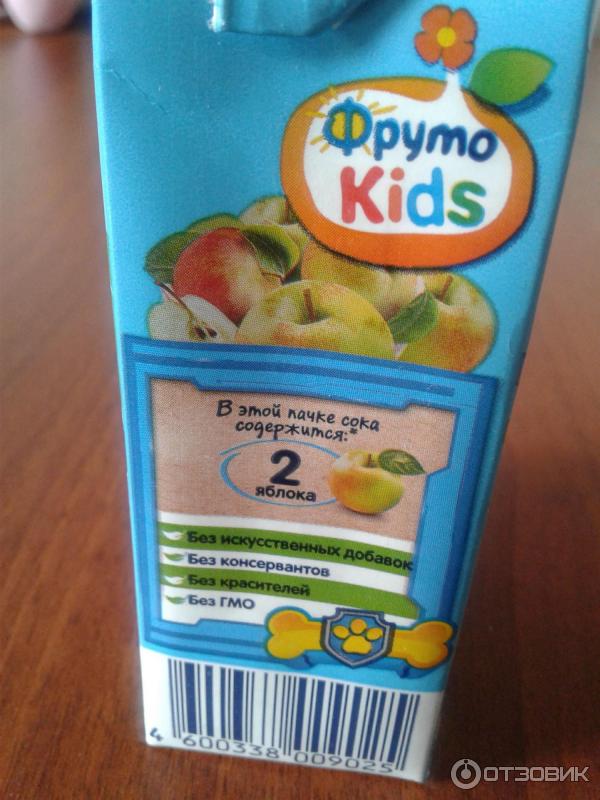 Фруто
Kids
В этой пачке сока
содержится:*
2
яблока
Без искусственных добавок
Без консервантов
Без красителей
Без ГМО
4 600338 009025
ОТЗОВИК